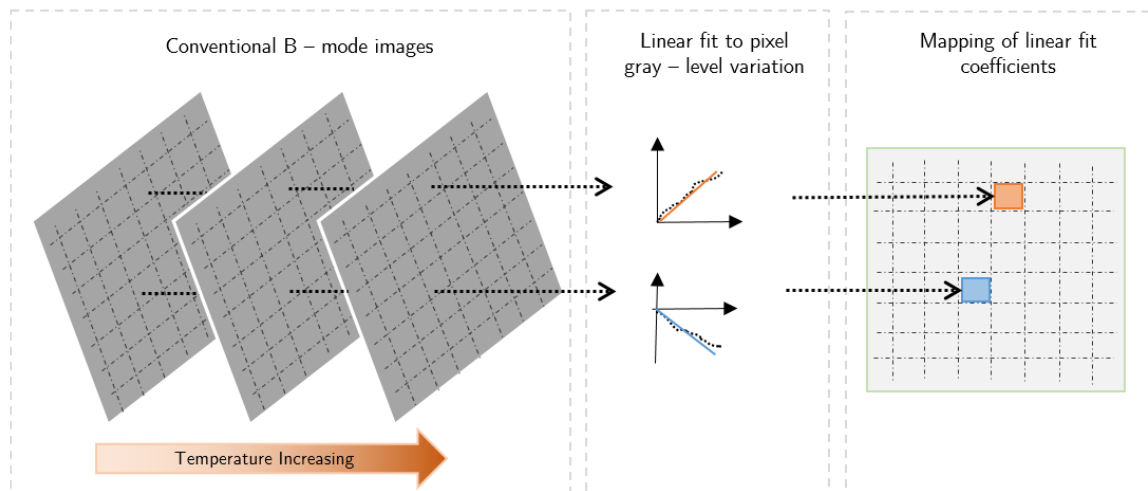 Conventional B – mode images
Linear fit to pixel
gray – level variation
Mapping of linear fit
coefficients
Temperature Increasing